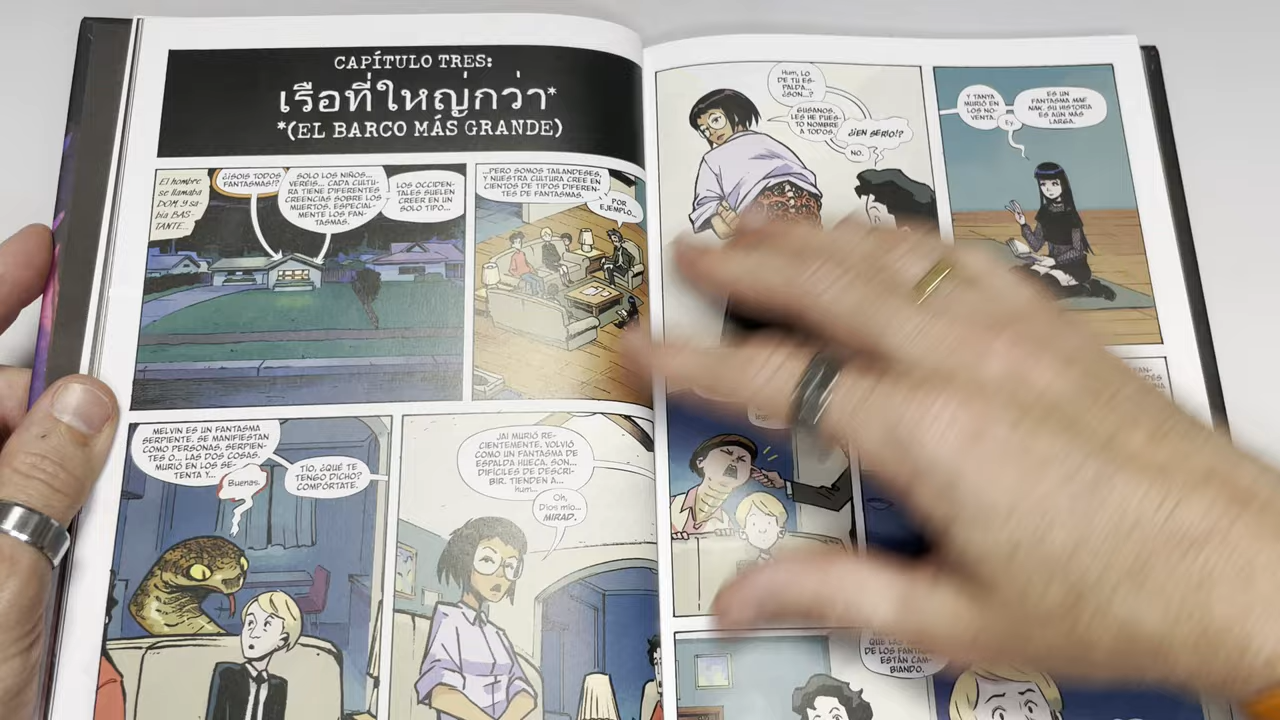 CAPÍTULO TRES:
เรือที่ใหญ่กว่า*
*(EL BARCO MÁS GRANDE)
El hombre
se llamaba
DOM. Y sa-
bía BAS-
TANTE...
¿¡SOIS TODOS
FANTASMAS!?
SOLO LOS NIÑOS...
VERÉIS... CADA CULTU-
RA TIENE DIFERENTES
CREENCIAS SOBRE LOS
MUERTOS. ESPECIAL-
MENTE LOS FAN-
TASMAS.
LOS OCCIDEN-
TALES SUELEN
CREER EN UN
SOLO TIPO...
...PERO SOMOS TAILANDESES,
Y NUESTRA CULTURA CREE EN
CIENTOS DE TIPOS DIFEREN-
TES DE FANTASMAS.
POR
EJEMPLO...
MELVIN ES UN FANTASMA
SERPIENTE. SE MANIFIESTAN
COMO PERSONAS, SERPIEN-
TES O... LAS DOS COSAS.
MURIÓ EN LOS SE-
TENTA Y...
Buenas.
TÍO, ¿QUÉ TE
TENGO DICHO?
COMPÓRTATE.
JAI MURIÓ RE-
CIENTEMENTE. VOLVIÓ
COMO UN FANTASMA DE
ESPALDA HUECA. SON...
DIFÍCILES DE DESCRI-
BIR. TIENDEN A...
hum...
Oh,
Dios mío...
MIRAD.
Hum, LO
DE TU ES-
PALDA...
¿SON...?
GUSANOS.
LES HE PUES-
TO NOMBRE
A TODOS.
¿¡EN SERIO!?
NO.
Y TANYA
MURIÓ EN
LOS NO-
VENTA.
Ey.
ES UN
FANTASMA MAE
NAK. SU HISTORIA
ES AÚN MÁS
LARGA.
QUE LAS
DE LOS FANTAS
ESTÁN CAM-
BIANDO.